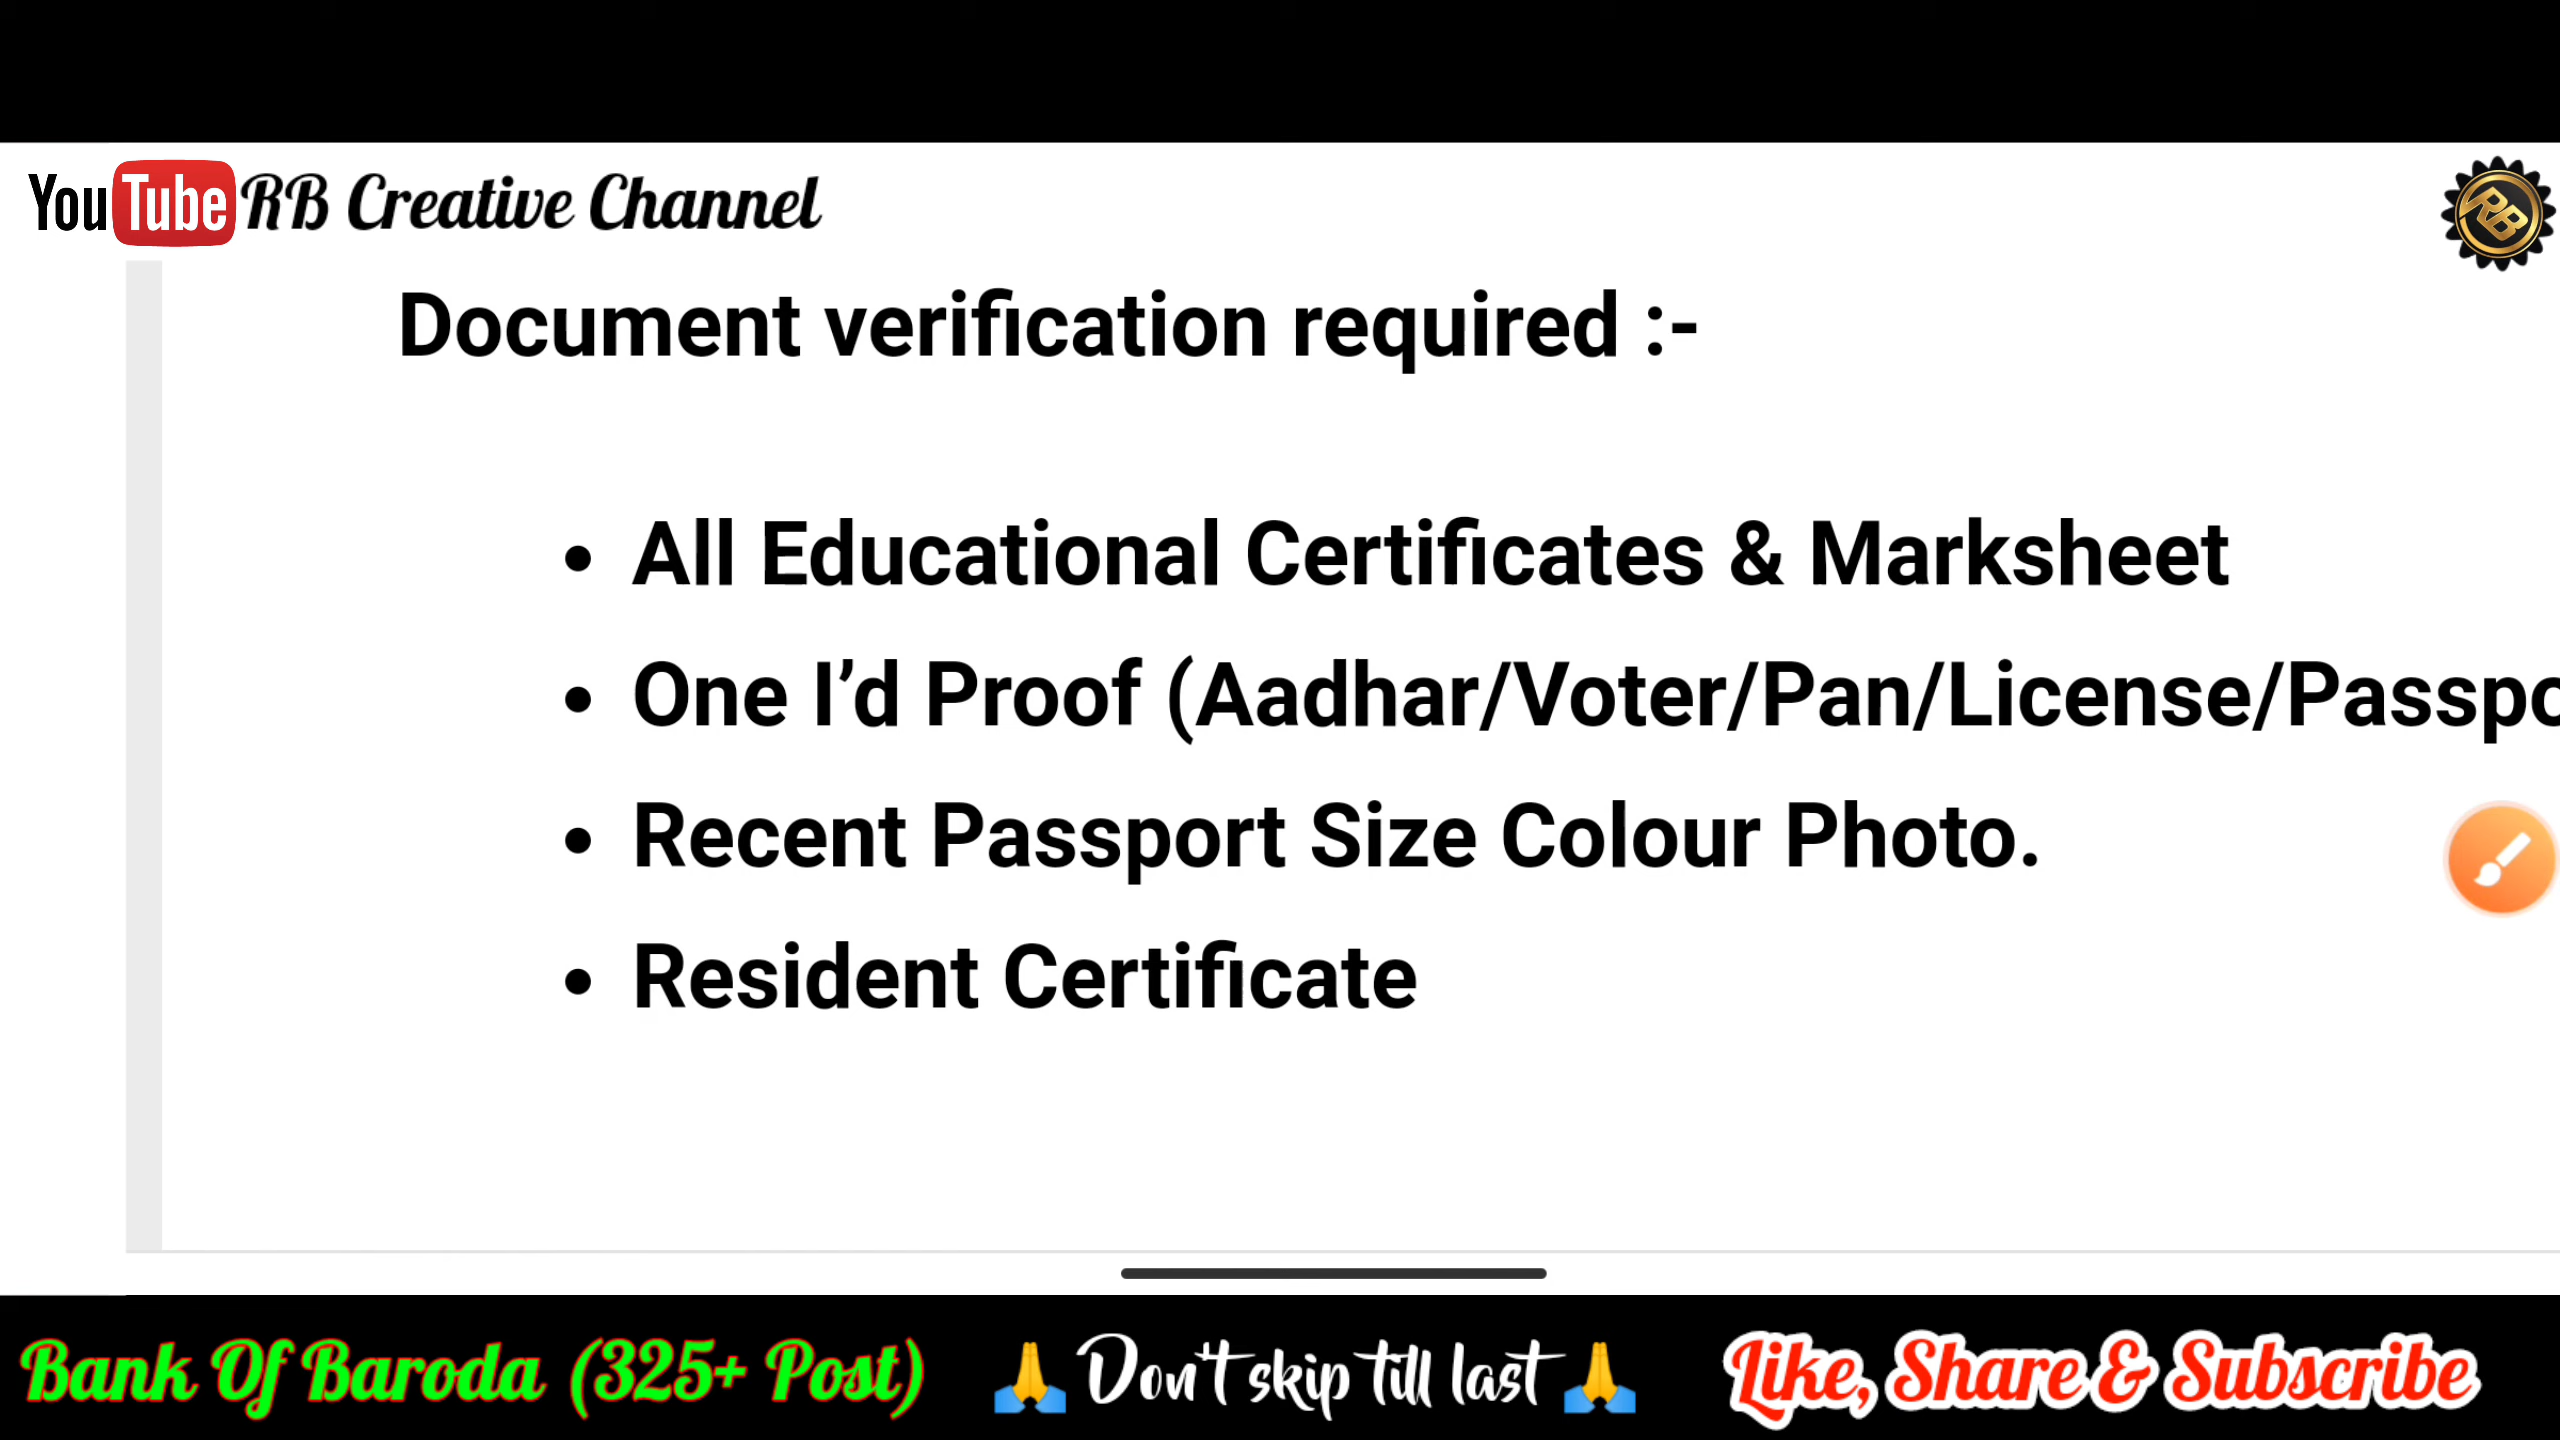 YouTube RB Creative Channel
RB
Document verification required :-
• All Educational Certificates & Marksheet
• One I’d Proof (Aadhar/Voter/Pan/License/Passpo
• Recent Passport Size Colour Photo.
• Resident Certificate
Bank Of Baroda (325+ Post) 🙏 Don't skip till last 🙏 Like, Share & Subscribe